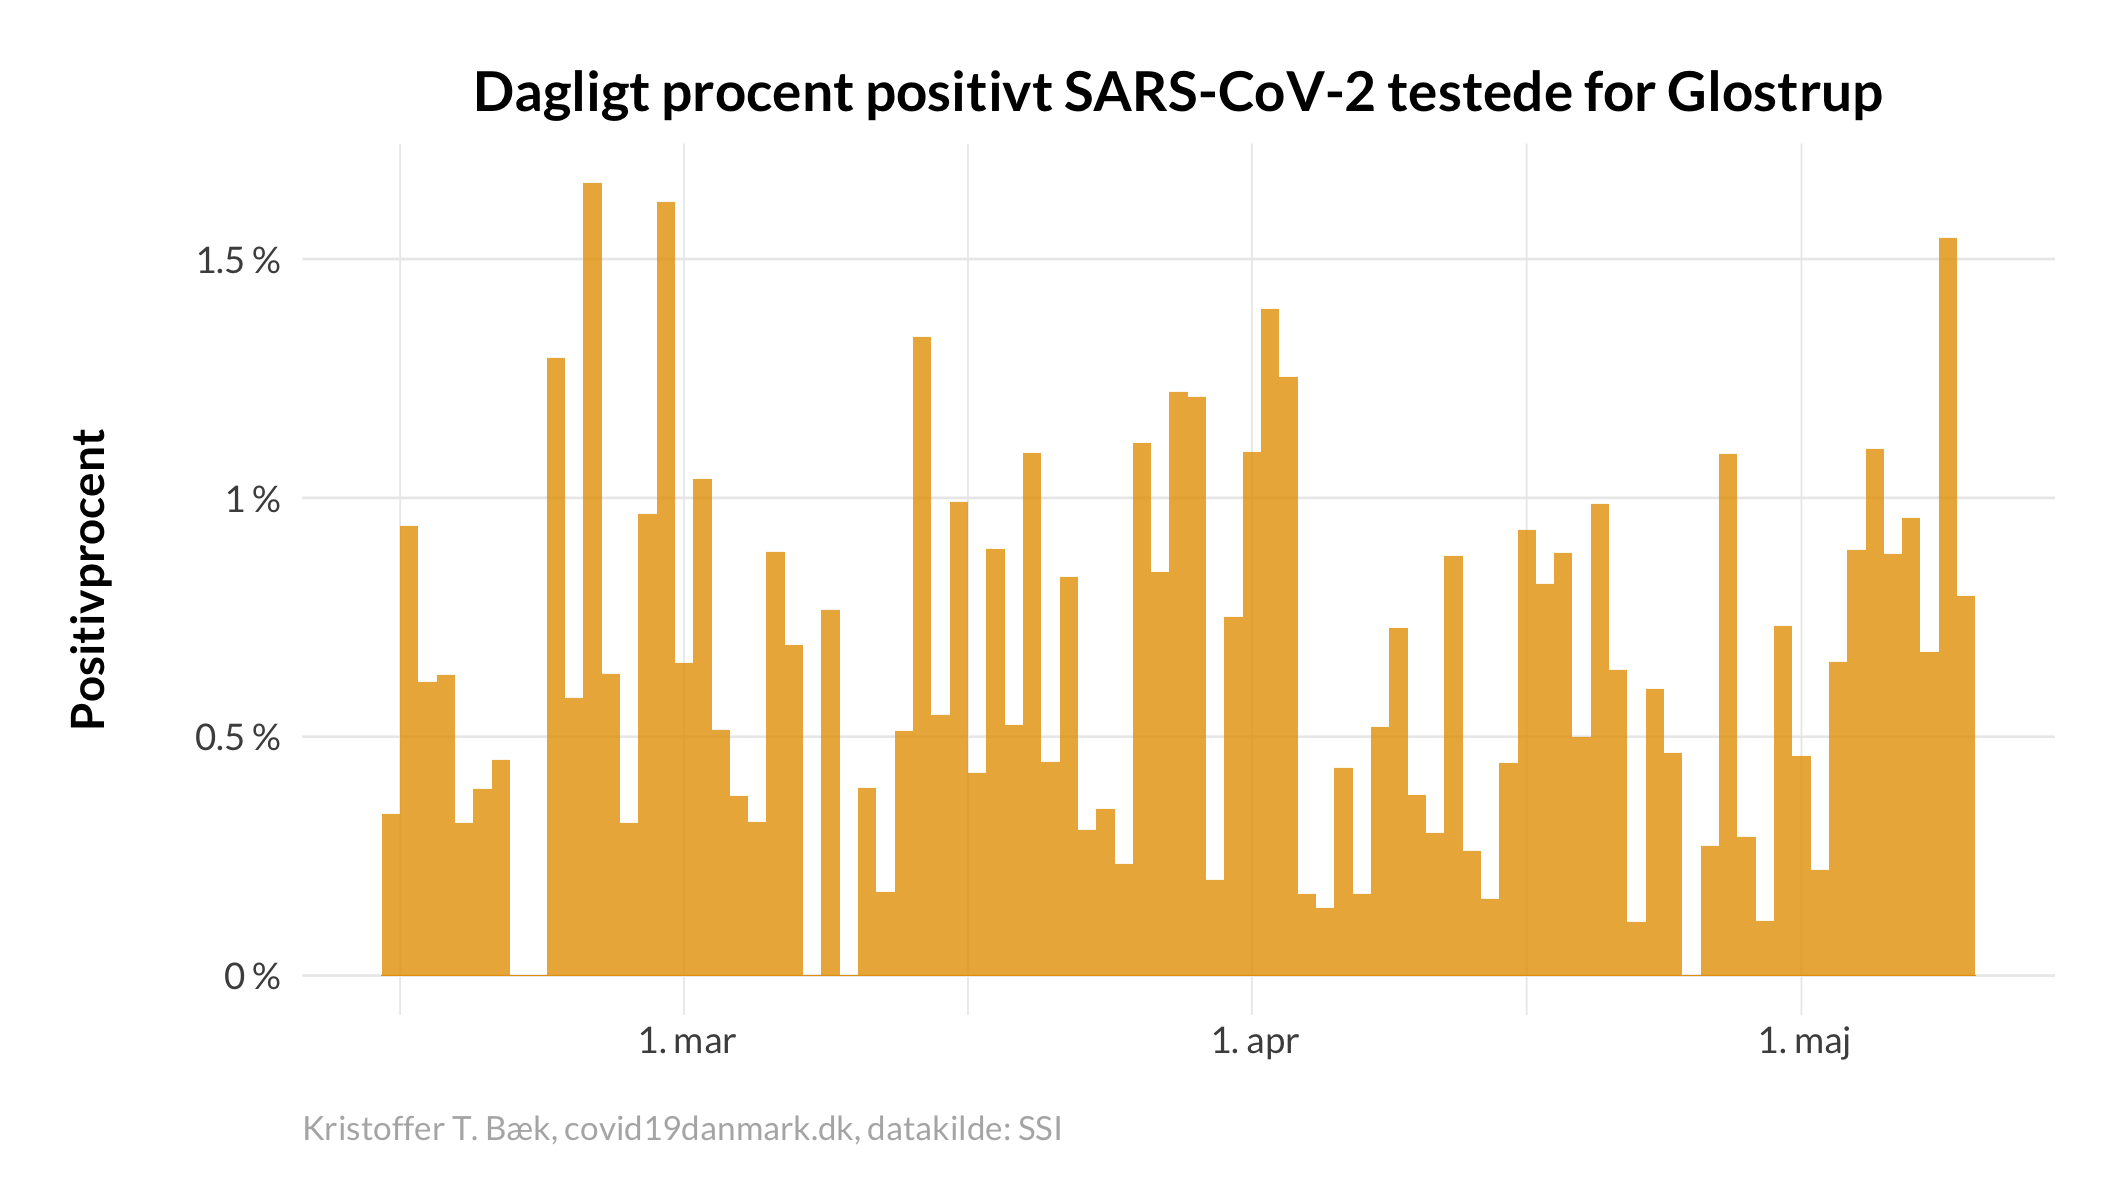 Dagligt procent positivt SARS-CoV-2 testede for Glostrup
Positivprocent
1.5 %
1 %
0.5 %
0 %
1. mar
1. apr
1. maj
Kristoffer T. Bæk, covid19danmark.dk, datakilde: SSI